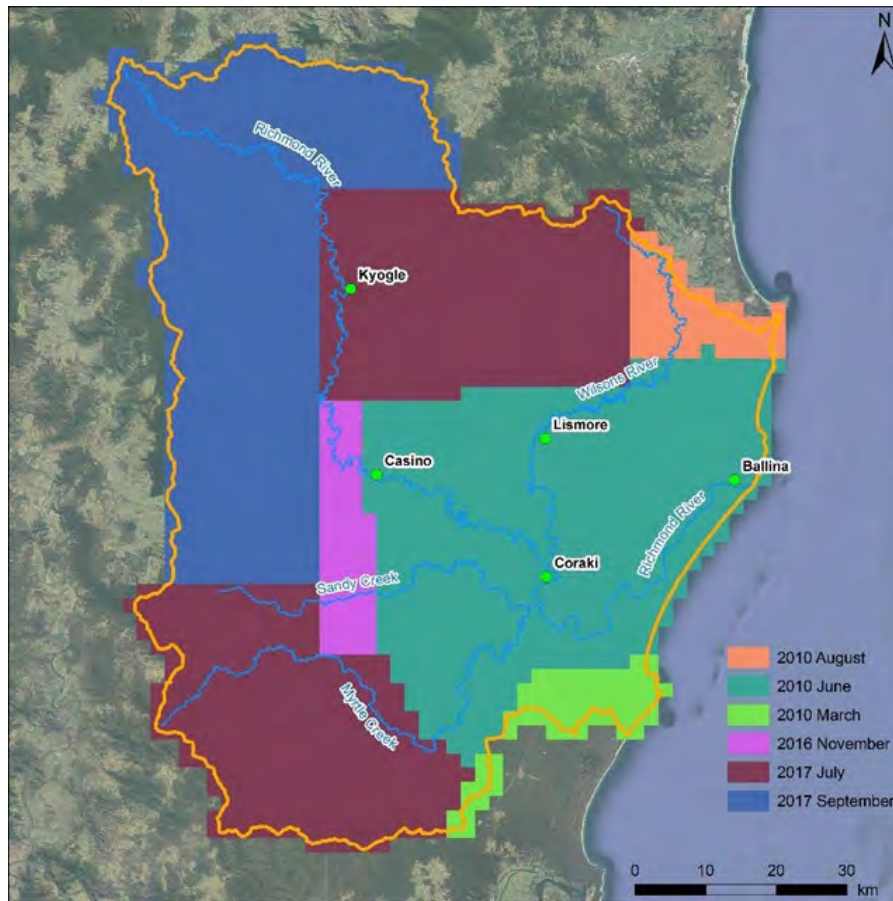 N
Richmond River
Kyogle
Wilsons River
Lismore
Casino
Ballina
Richmond River
Coraki
Sandy Creek
Myrtle Creek
2010 August
2010 June
2010 March
2016 November
2017 July
2017 September
0 10 20 30
km